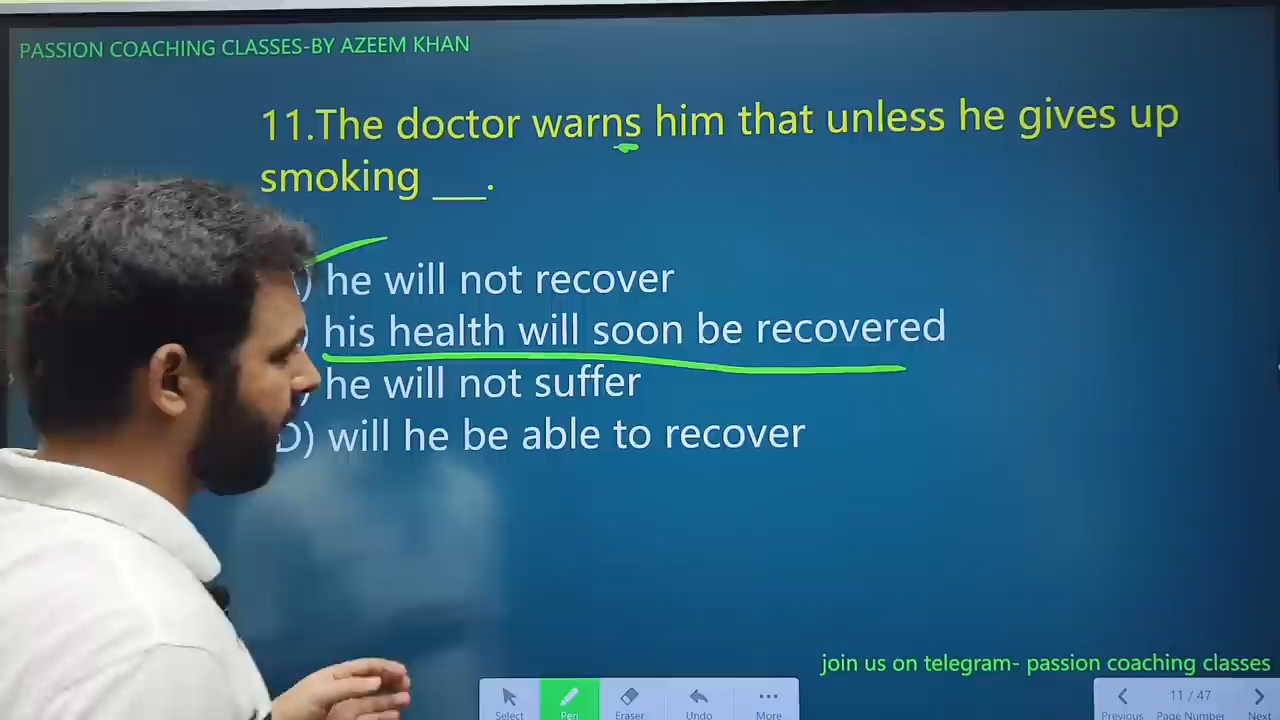 PASSION COACHING CLASSES-BY AZEEM KHAN
11.The doctor warns him that unless he gives up
smoking ___.
) he will not recover
his health will soon be recovered
) he will not suffer
D) will he be able to recover
join us on telegram- passion coaching classes
Select Pen Eraser Undo More
11 / 47
Previous Page Number Next